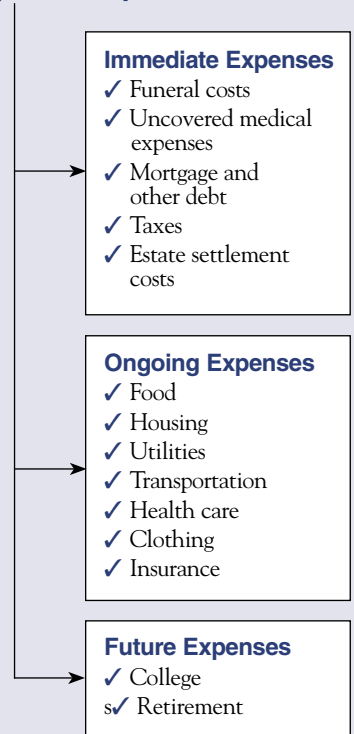 Immediate Expenses
✓ Funeral costs
✓ Uncovered medical
expenses
✓ Mortgage and
other debt
✓ Taxes
✓ Estate settlement
costs
Ongoing Expenses
✓ Food
✓ Housing
✓ Utilities
✓ Transportation
✓ Health care
✓ Clothing
✓ Insurance
Future Expenses
✓ College
s✓ Retirement